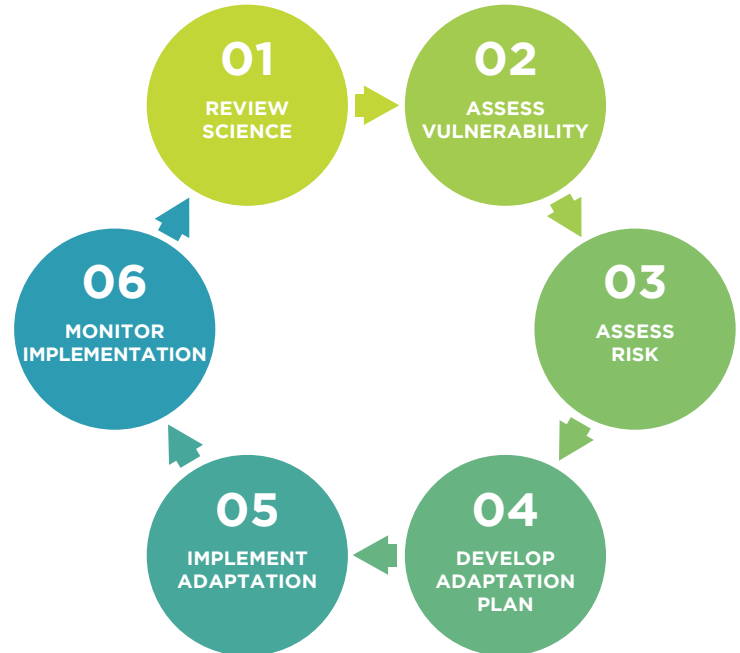 01
REVIEW
SCIENCE
02
ASSESS
VULNERABILITY
03
ASSESS
RISK
04
DEVELOP
ADAPTATION
PLAN
05
IMPLEMENT
ADAPTATION
06
MONITOR
IMPLEMENTATION